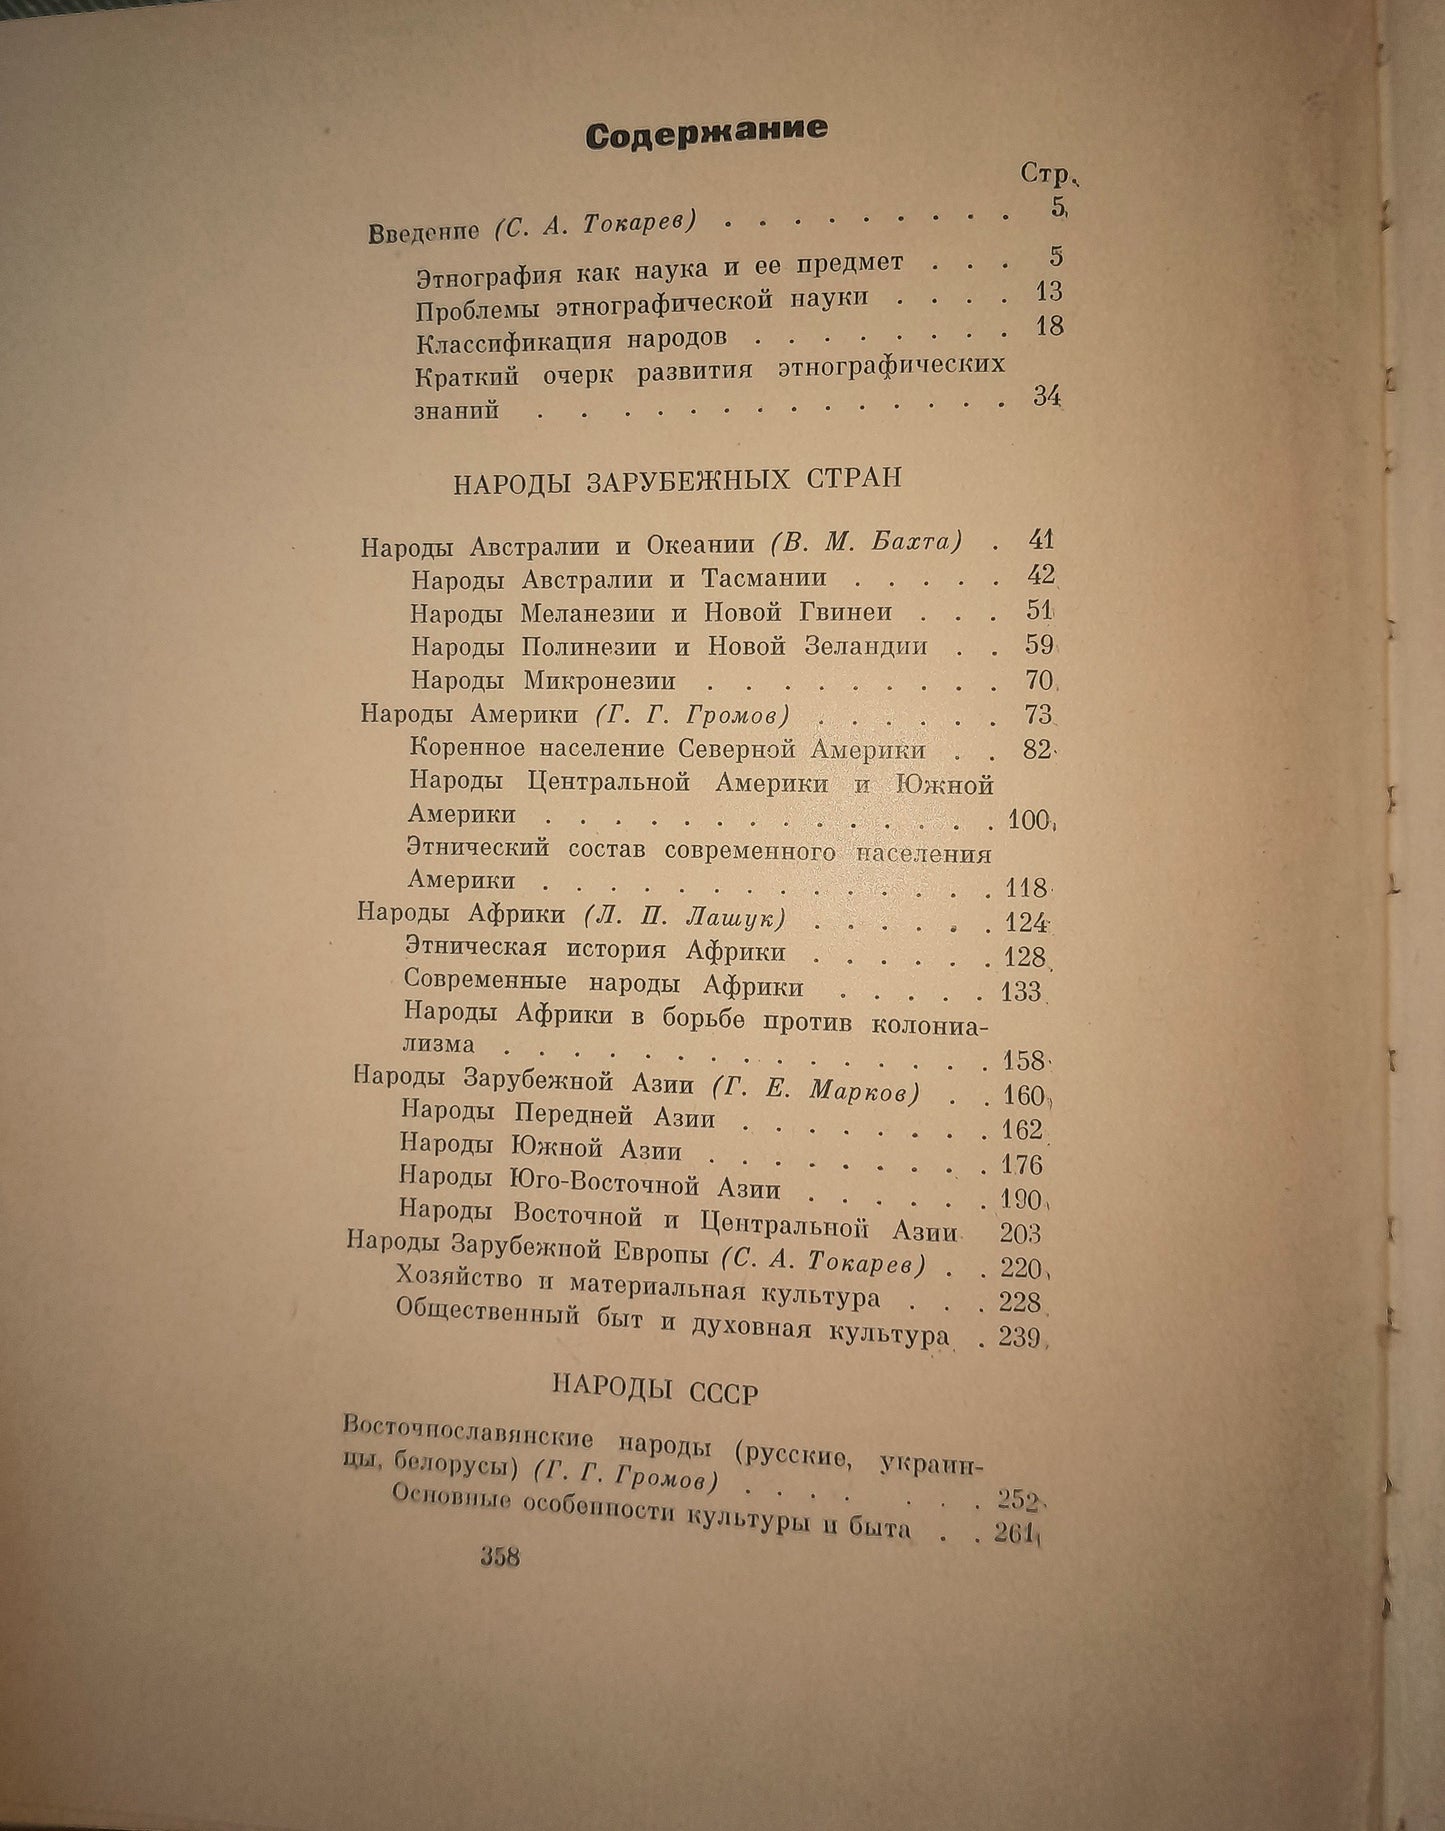 Содержание
Стр.
Введение (С. А. Токарев) . . . . . . . . . 5
Этнография как наука и ее предмет . . . 5
Проблемы этнографической науки . . . . 13
Классификация народов . . . . . . . 18
Краткий очерк развития этнографических
знаний . . . . . . . . . . . . 34
НАРОДЫ ЗАРУБЕЖНЫХ СТРАН
Народы Австралии и Океании (В. М. Бахта) . 41
Народы Австралии и Тасмании . . . . . 42
Народы Меланезии и Новой Гвинеи . . . 51
Народы Полинезии и Новой Зеландии . . 59
Народы Микронезии . . . . . . . . . 70
Народы Америки (Г. Г. Громов) . . . . . . 73
Коренное население Северной Америки . . 82
Народы Центральной Америки и Южной
Америки . . . . . . . . . . . . . . 100
Этнический состав современного населения
Америки . . . . . . . . . . . . . . 118
Народы Африки (Л. П. Лашук) . . . . . . 124
Этническая история Африки . . . . . . 128
Современные народы Африки . . . . . 133
Народы Африки в борьбе против колониа-
лизма . . . . . . . . . . . . . . . 158
Народы Зарубежной Азии (Г. Е. Марков) . . 160
Народы Передней Азии . . . . . . . . 162
Народы Южной Азии . . . . . . . . . 176
Народы Юго-Восточной Азии . . . . . . 190
Народы Восточной и Центральной Азии 203
Народы Зарубежной Европы (С. А. Токарев) . . 220
Хозяйство и материальная культура . . . 228
Общественный быт и духовная культура . . 239
НАРОДЫ СССР
Восточнославянские народы (русские, украин-
цы, белорусы) (Г. Г. Громов) . . . . . . . 252
Основные особенности культуры и быта . . 261
358